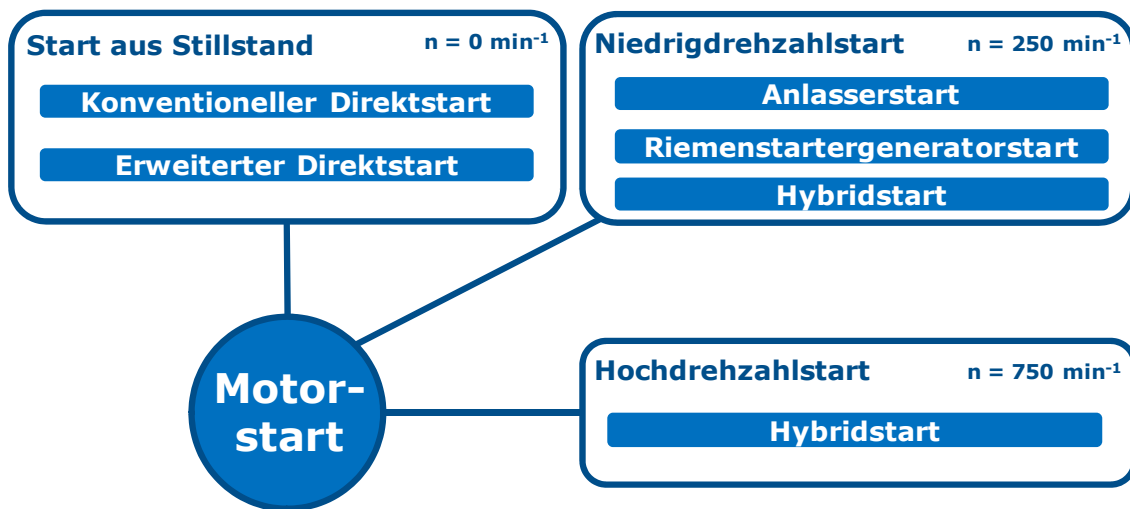 Start aus Stillstand n = 0 min⁻¹
Konventioneller Direktstart
Erweiterter Direktstart
Niedrigdrehzahlstart n = 250 min⁻¹
Anlasserstart
Riemenstartergeneratorstart
Hybridstart
Motor-
start
Hochdrehzahlstart n = 750 min⁻¹
Hybridstart